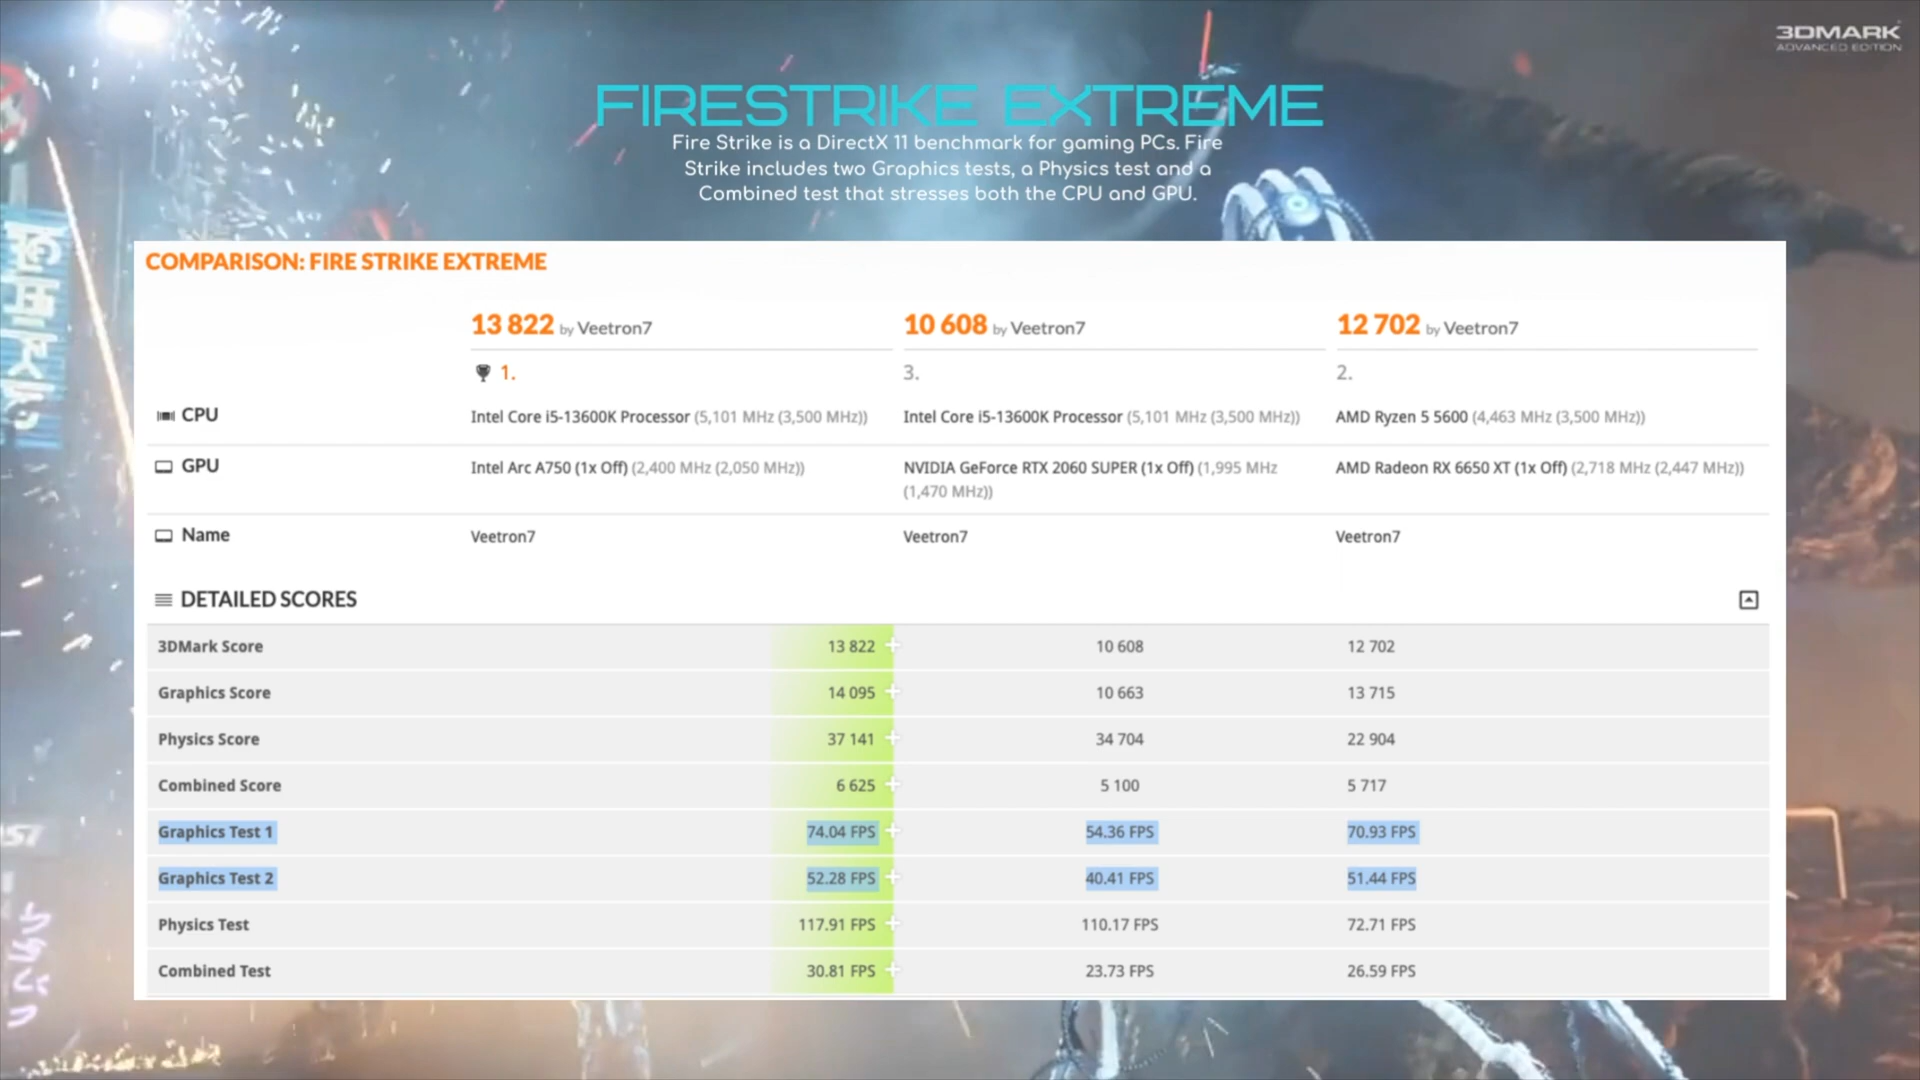 3DMARK
ADVANCED EDITION
FIRESTRIKE EXTREME
Fire Strike is a DirectX 11 benchmark for gaming PCs. Fire
Strike includes two Graphics tests, a Physics test and a
Combined test that stresses both the CPU and GPU.
COMPARISON: FIRE STRIKE EXTREME
13 822 by Veetron7 10 608 by Veetron7 12 702 by Veetron7
1. 3. 2.
CPU Intel Core i5-13600K Processor (5,101 MHz (3,500 MHz)) Intel Core i5-13600K Processor (5,101 MHz (3,500 MHz)) AMD Ryzen 5 5600 (4,463 MHz (3,500 MHz))
GPU Intel Arc A750 (1x Off) (2,400 MHz (2,050 MHz)) NVIDIA GeForce RTX 2060 SUPER (1x Off) (1,995 MHz AMD Radeon RX 6650 XT (1x Off) (2,718 MHz (2,447 MHz))
(1,470 MHz))
Name Veetron7 Veetron7 Veetron7
DETAILED SCORES
3DMark Score 13 822 + 10 608 12 702
Graphics Score 14 095 + 10 663 13 715
Physics Score 37 141 + 34 704 22 904
Combined Score 6 625 + 5 100 5 717
Graphics Test 1 74.04 FPS + 54.36 FPS 70.93 FPS
Graphics Test 2 52.28 FPS + 40.41 FPS 51.44 FPS
Physics Test 117.91 FPS + 110.17 FPS 72.71 FPS
Combined Test 30.81 FPS + 23.73 FPS 26.59 FPS